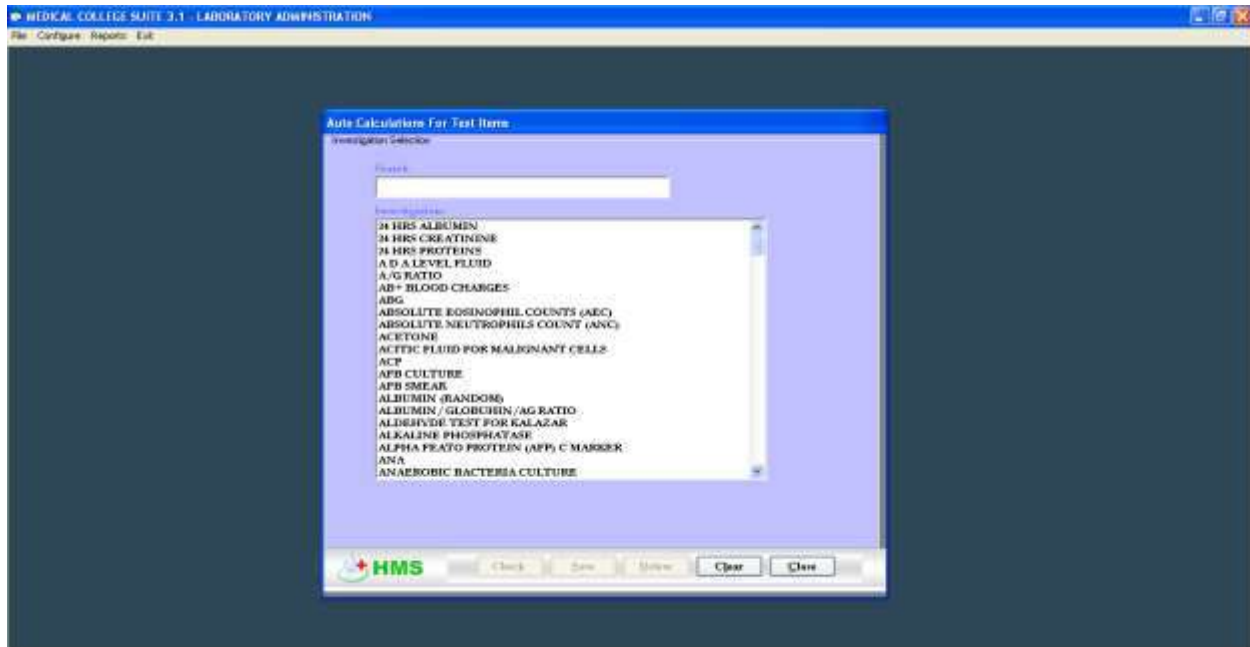 MEDICAL COLLEGE SUITE 3.1 - LABORATORY ADMINISTRATION
File Configure Reports Exit
Auto Calculations For Test Items
Investigation Selection
Search
24 HRS ALBUMIN
24 HRS CREATININE
24 HRS PROTEINS
A D A LEVEL FLUID
A/G RATIO
AB+ BLOOD CHARGES
ABG
ABSOLUTE EOSINOPHIL COUNTS (AEC)
ABSOLUTE NEUTROPHILS COUNT (ANC)
ACETONE
ACITIC FLUID FOR MALIGNANT CELLS
ACP
AFB CULTURE
AFB SMEAR
ALBUMIN (RANDOM)
ALBUMIN / GLOBUHIN /AG RATIO
ALDEHYDE TEST FOR KALAZAR
ALKALINE PHOSPHATASE
ALPHA FEATO PROTEIN (AFP) C MARKER
ANA
ANAEROBIC BACTERIA CULTURE
HMS Check Save Clear Close